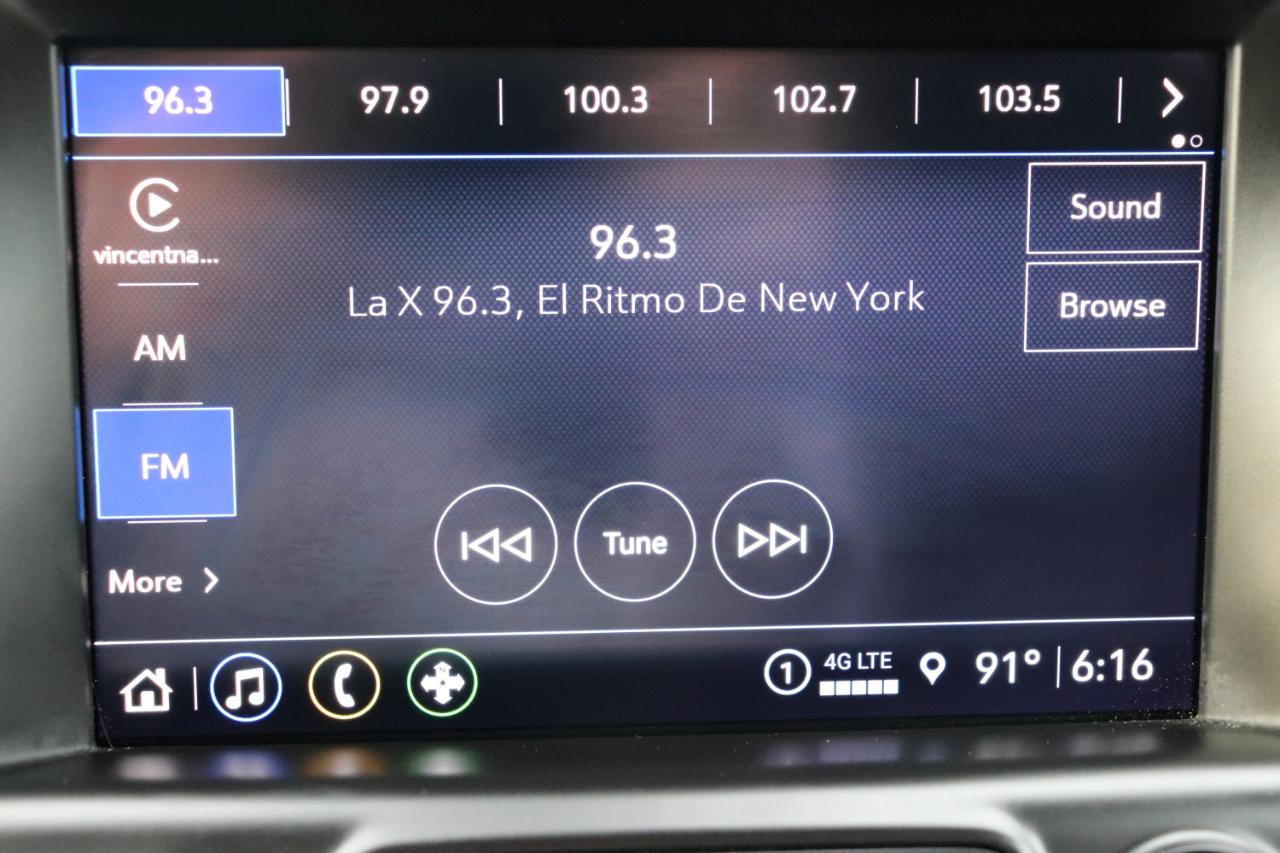 96.3
97.9
100.3
102.7
103.5
vincentna...
96.3
La X 96.3, El Ritmo De New York
Sound
Browse
AM
FM
Tune
More
1
4G LTE
91°
6:16